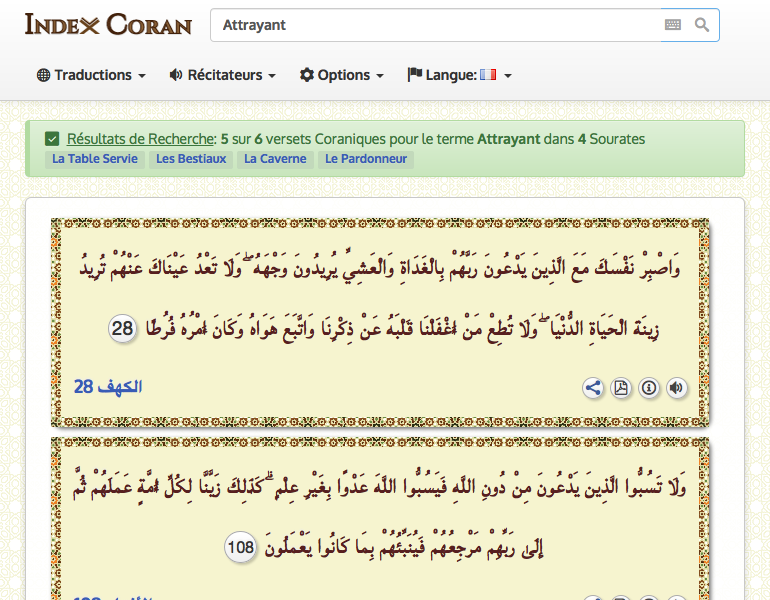 INDEX CORAN
Attrayant
Traductions Récitateurs Options Langue:
Résultats de Recherche: 5 sur 6 versets Coraniques pour le terme Attrayant dans 4 Sourates
La Table Servie Les Bestiaux La Caverne Le Pardonneur
وَاصْبِرْ نَفْسَكَ مَعَ الَّذِينَ يَدْعُونَ رَبَّهُمْ بِالْغَدَاةِ وَالْعَشِيِّ يُرِيدُونَ وَجْهَهُ ۖ وَلَا تَعْدُ عَيْنَاكَ عَنْهُمْ تُرِيدُ
زِينَةَ الْحَيَاةِ الدُّنْيَا ۖ وَلَا تُطِعْ مَنْ أَغْفَلْنَا قَلْبَهُ عَنْ ذِكْرِنَا وَاتَّبَعَ هَوَاهُ وَكَانَ أَمْرُهُ فُرُطًا 28
الكهف 28
وَلَا تَسُبُّوا الَّذِينَ يَدْعُونَ مِنْ دُونِ اللَّهِ فَيَسُبُّوا اللَّهَ عَدْوًا بِغَيْرِ عِلْمٍ ۗ كَذَٰلِكَ زَيَّنَّا لِكُلِّ أُمَّةٍ عَمَلَهُمْ ثُمَّ
إِلَىٰ رَبِّهِمْ مَرْجِعُهُمْ فَيُنَبِّئُهُمْ بِمَا كَانُوا يَعْمَلُونَ 108